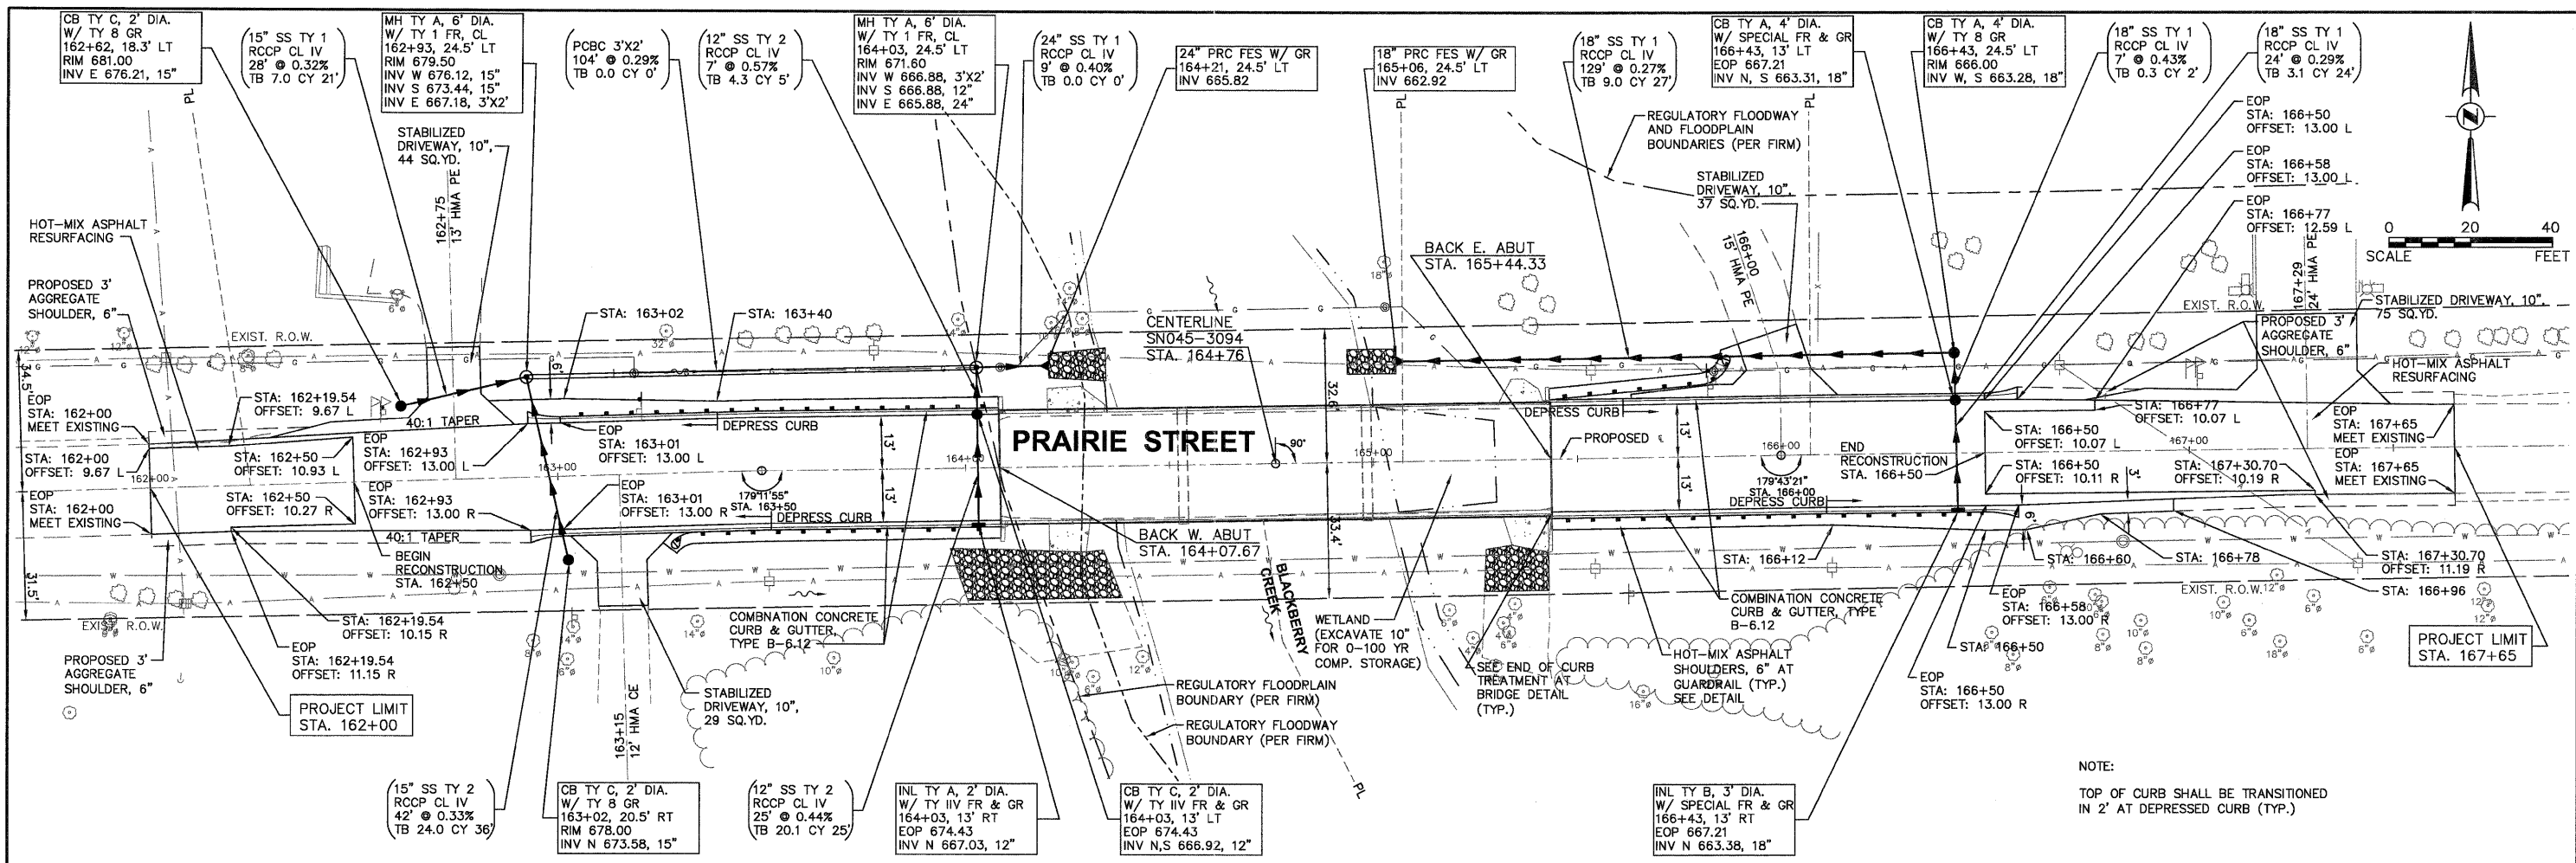 CB TY C, 2' DIA.
W/ TY 8 GR
162+62, 18.3' LT
RIM 681.00
INV E 676.21, 15"
15" SS TY 1
RCCP CL IV
28' @ 0.32%
TB 7.0 CY 21'
MH TY A, 6' DIA.
W/ TY 1 FR, CL
162+93, 24.5' LT
RIM 679.50
INV W 676.12, 15"
INV S 673.44, 15"
INV E 667.18, 3'X2'
PCBC 3'X2'
104' @ 0.29%
TB 0.0 CY 0'
12" SS TY 2
RCCP CL IV
7' @ 0.57%
TB 4.3 CY 5'
MH TY A, 6' DIA.
W/ TY 1 FR, CL
164+03, 24.5' LT
RIM 671.60
INV W 666.88, 3'X2'
INV S 666.88, 12"
INV E 665.88, 24"
24" SS TY 1
RCCP CL IV
9' @ 0.40%
TB 0.0 CY 0'
24" PRC FES W/ GR
164+21, 24.5' LT
INV 665.82
18" PRC FES W/ GR
165+06, 24.5' LT
INV 662.92
18" SS TY 1
RCCP CL IV
129' @ 0.27%
TB 9.0 CY 27'
CB TY A, 4' DIA.
W/ SPECIAL FR & GR
166+43, 13' LT
EOP 667.21
INV N, S 663.31, 18"
CB TY A, 4' DIA.
W/ TY 8 GR
166+43, 24.5' LT
RIM 666.00
INV W, S 663.28, 18"
18" SS TY 1
RCCP CL IV
7' @ 0.43%
TB 0.3 CY 2'
18" SS TY 1
RCCP CL IV
24' @ 0.29%
TB 3.1 CY 24'
N
0 20 40
SCALE FEET
PL
PL
PL
PL
STABILIZED
DRIVEWAY, 10",
44 SQ.YD.
162+75
13' HMA PE
REGULATORY FLOODWAY
AND FLOODPLAIN
BOUNDARIES (PER FIRM)
STABILIZED
DRIVEWAY, 10",
37 SQ.YD.
166+00
15' HMA PE
EOP
STA: 166+50
OFFSET: 13.00 L
EOP
STA: 166+58
OFFSET: 13.00 L
EOP
STA: 166+77
OFFSET: 12.59 L
167+29
24' HMA PE
HOT-MIX ASPHALT
RESURFACING
PROPOSED 3'
AGGREGATE
SHOULDER, 6"
EXIST. R.O.W.
STA: 163+02
STA: 163+40
CENTERLINE
SN045-3094
STA. 164+76
BACK E. ABUT
STA. 165+44.33
EXIST. R.O.W.
STABILIZED DRIVEWAY, 10",
75 SQ.YD.
PROPOSED 3'
AGGREGATE
SHOULDER, 6"
HOT-MIX ASPHALT
RESURFACING
34.5'
31.5'
32.6'
33.4'
6'
EOP
STA: 162+00
MEET EXISTING
STA: 162+00
OFFSET: 9.67 L
STA: 162+19.54
OFFSET: 9.67 L
40:1 TAPER
STA: 162+50
OFFSET: 10.93 L
EOP
STA: 162+93
OFFSET: 13.00 L
EOP
STA: 163+01
OFFSET: 13.00 L
DEPRESS CURB
13'
13'
PRAIRIE STREET
90°
DEPRESS CURB
PROPOSED ℄
13'
13'
END
RECONSTRUCTION
STA. 166+50
STA: 166+77
OFFSET: 10.07 L
STA: 166+50
OFFSET: 10.07 L
STA: 166+50
OFFSET: 10.11 R
3'
STA: 167+30.70
OFFSET: 10.19 R
EOP
STA: 167+65
MEET EXISTING
EOP
STA: 167+65
MEET EXISTING
162+00
163+00
164+00
165+00
166+00
167+00
EOP
STA: 162+00
MEET EXISTING
STA: 162+50
OFFSET: 10.27 R
EOP
STA: 162+93
OFFSET: 13.00 R
EOP
STA: 163+01
OFFSET: 13.00 R
179°11'55"
STA. 163+50
DEPRESS CURB
179°43'21"
STA. 166+00
DEPRESS CURB
40:1 TAPER
BEGIN
RECONSTRUCTION
STA. 162+50
BACK W. ABUT
STA. 164+07.67
BLACKBERRY
CREEK
STA: 166+12
6'
STA: 166+60
STA: 166+78
STA: 167+30.70
OFFSET: 11.19 R
STA: 166+96
EXIST. R.O.W.
EXIST. R.O.W.
STA: 162+19.54
OFFSET: 10.15 R
EOP
STA: 162+19.54
OFFSET: 11.15 R
PROPOSED 3'
AGGREGATE
SHOULDER, 6"
PROJECT LIMIT
STA. 162+00
163+15
12' HMA CE
STABILIZED
DRIVEWAY, 10",
29 SQ.YD.
COMBNATION CONCRETE
CURB & GUTTER,
TYPE B-6.12
REGULATORY FLOODPLAIN
BOUNDARY (PER FIRM)
REGULATORY FLOODWAY
BOUNDARY (PER FIRM)
WETLAND
(EXCAVATE 10"
FOR 0-100 YR
COMP. STORAGE)
SEE END OF CURB
TREATMENT AT
BRIDGE DETAIL
(TYP.)
COMBINATION CONCRETE
CURB & GUTTER, TYPE
B-6.12
HOT-MIX ASPHALT
SHOULDERS, 6" AT
GUARDRAIL (TYP.)
SEE DETAIL
EOP
STA: 166+58
OFFSET: 13.00 R
STA: 166+50
EOP
STA: 166+50
OFFSET: 13.00 R
PROJECT LIMIT
STA. 167+65
15" SS TY 2
RCCP CL IV
42' @ 0.33%
TB 24.0 CY 36'
CB TY C, 2' DIA.
W/ TY 8 GR
163+02, 20.5' RT
RIM 678.00
INV N 673.58, 15"
12" SS TY 2
RCCP CL IV
25' @ 0.44%
TB 20.1 CY 25'
INL TY A, 2' DIA.
W/ TY IIV FR & GR
164+03, 13' RT
EOP 674.43
INV N 667.03, 12"
CB TY C, 2' DIA.
W/ TY IIV FR & GR
164+03, 13' LT
EOP 674.43
INV N,S 666.92, 12"
INL TY B, 3' DIA.
W/ SPECIAL FR & GR
166+43, 13' RT
EOP 667.21
INV N 663.38, 18"
NOTE:
TOP OF CURB SHALL BE TRANSITIONED
IN 2' AT DEPRESSED CURB (TYP.)